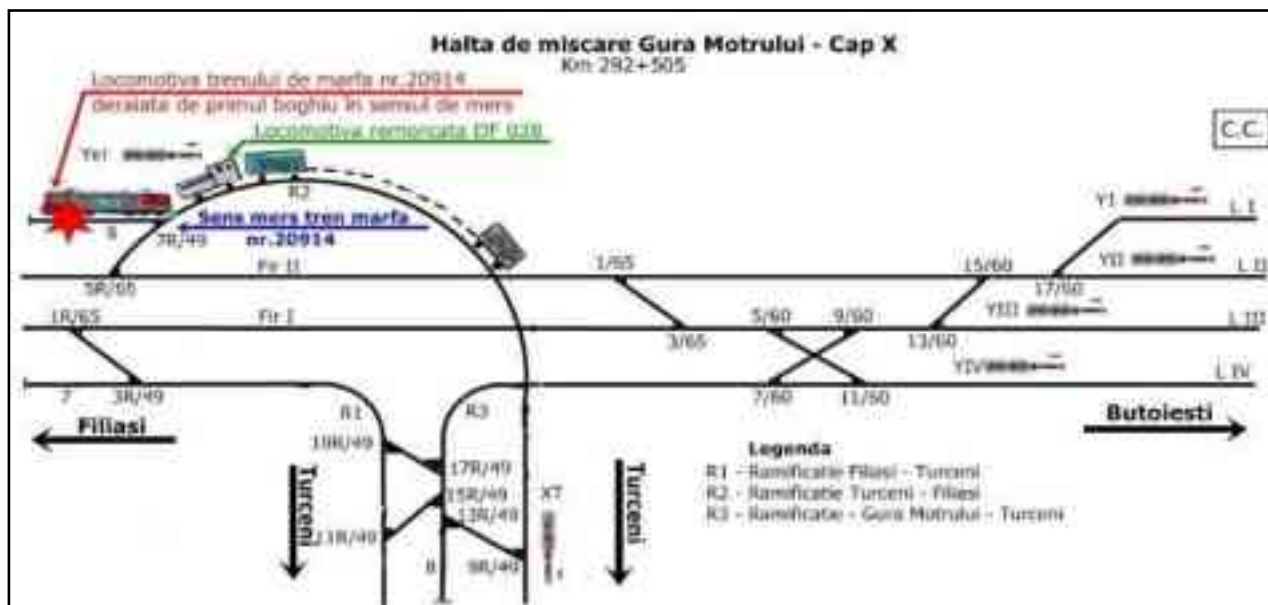 Halta de miscare Gura Motrului - Cap X
Km 292+505
Locomotiva trenului de marfa nr.20914
deraiata de primul boghiu în sensul de mers
Locomotiva remorcata DF 028
C.C.
YI
L I
R2
Sens mers tren marfa
nr.20914
7R/49
YII
L II
Fir II
1/65
15/60
17/60
5R/65
1R/65
Fir I
5/60
9/60
YIII
L III
3/65
13/60
YIV
L IV
7
3R/49
R1
R3
7/60
11/60
Filiasi
Butoiesti
19R/49
17R/49
15R/49
13R/49
XT
9R/49
8
Turceni
Turceni
Legenda
R1 - Ramificatie Filiasi - Turceni
R2 - Ramificatie Turceni - Filiasi
R3 - Ramificatie - Gura Motrului - Turceni